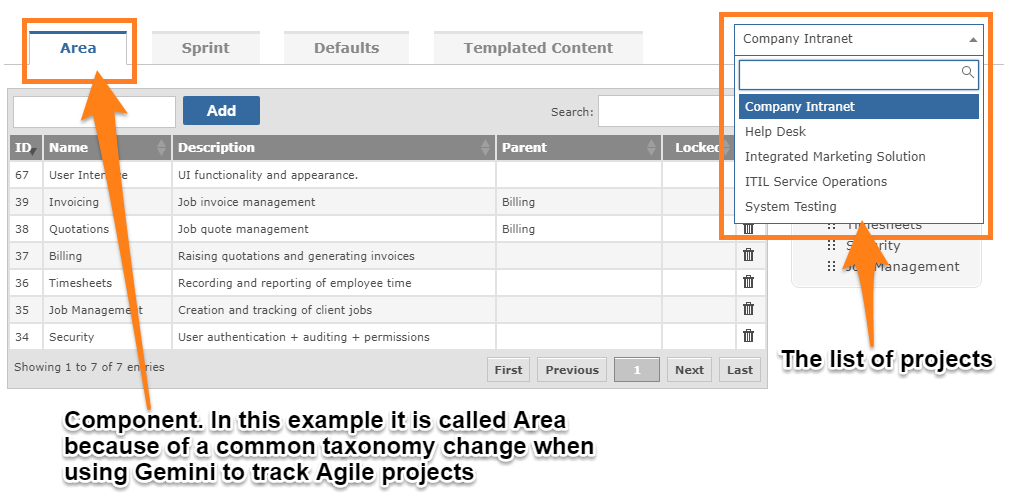 Area Sprint Defaults Templated Content
Company Intranet
Company Intranet
Help Desk
Integrated Marketing Solution
ITIL Service Operations
System Testing
Add Search:
ID Name Description Parent Locked
67 User Interface UI functionality and appearance.
39 Invoicing Job invoice management Billing
38 Quotations Job quote management Billing
37 Billing Raising quotations and generating invoices
36 Timesheets Recording and reporting of employee time
35 Job Management Creation and tracking of client jobs
34 Security User authentication + auditing + permissions
Showing 1 to 7 of 7 entries First Previous 1 Next Last
Timesheets
Security
Job Management
The list of projects
Component. In this example it is called Area
because of a common taxonomy change when
using Gemini to track Agile projects